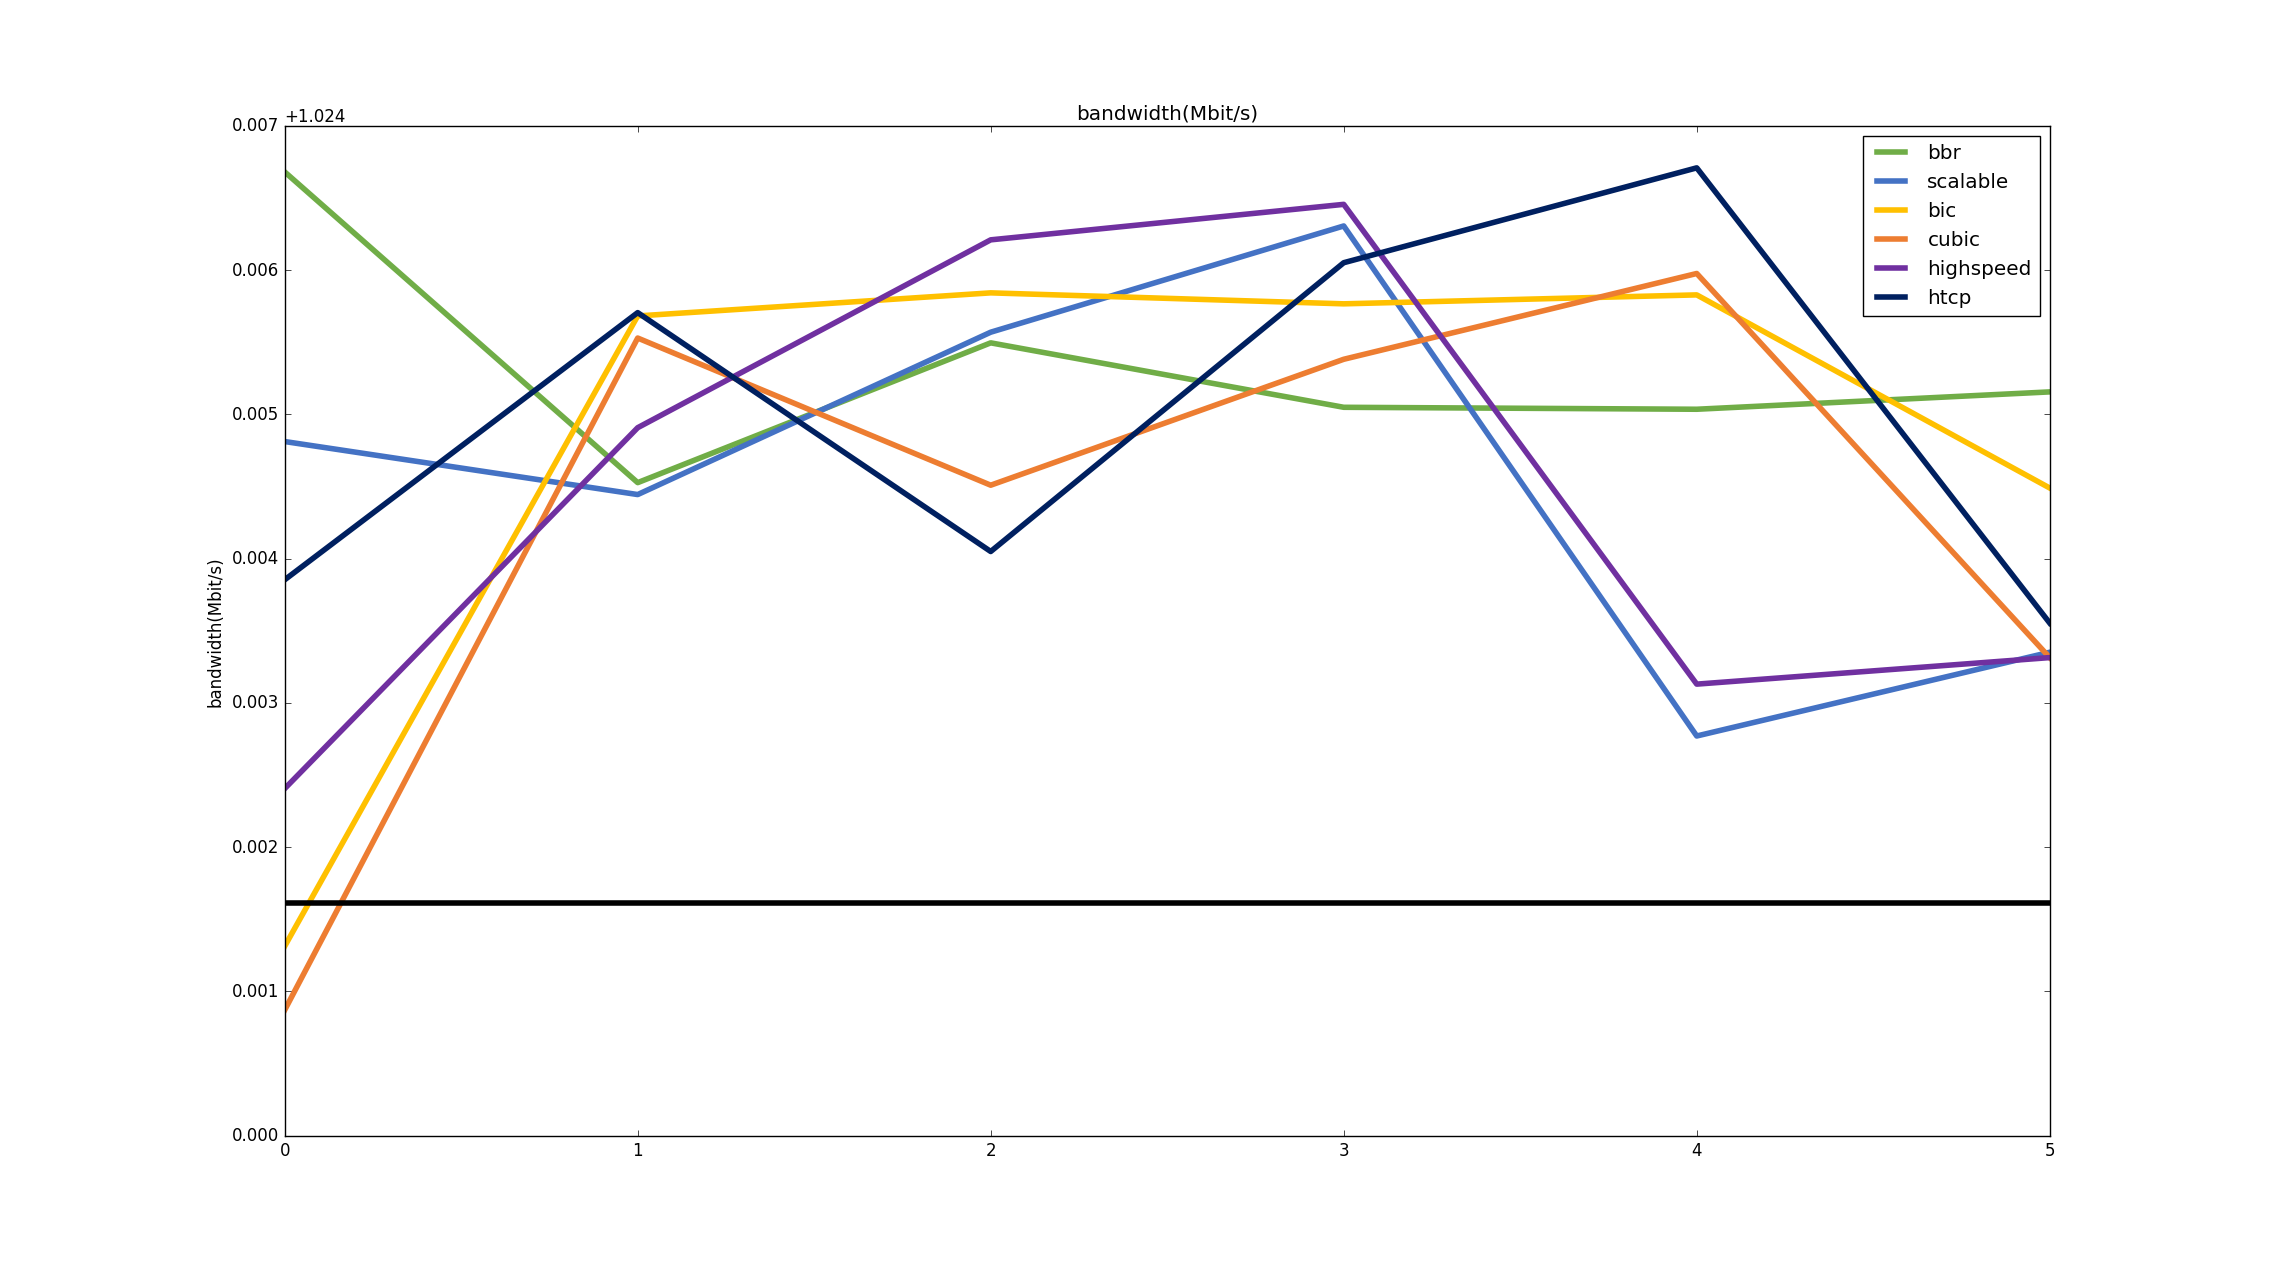 bandwidth(Mbit/s)
+1.024
0.007
0.006
0.005
0.004
0.003
0.002
0.001
0.000
bandwidth(Mbit/s)
0 1 2 3 4 5
bbr
scalable
bic
cubic
highspeed
htcp